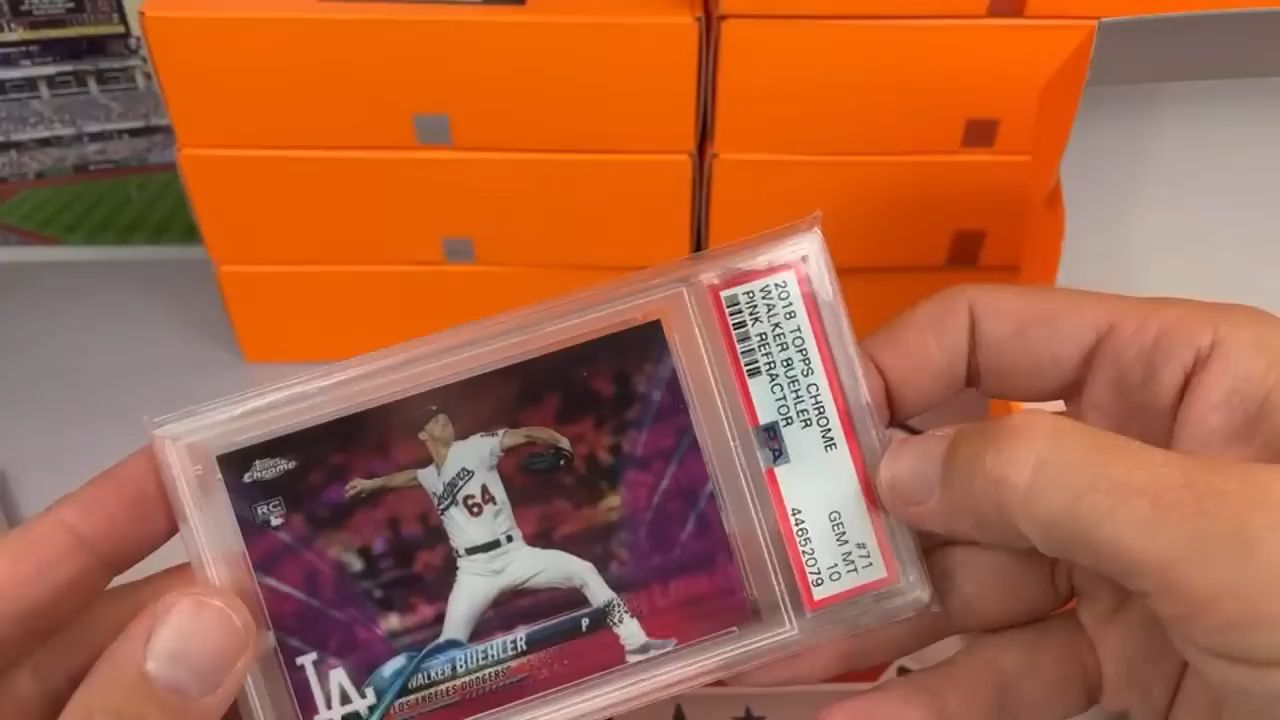 2018 TOPPS CHROME
WALKER BUEHLER
PINK REFRACTOR
#71
GEM MT
10
44652079
PSA
Topps
Chrome
RC
Dodgers
64
P
WALKER BUEHLER
LOS ANGELES DODGERS
LA